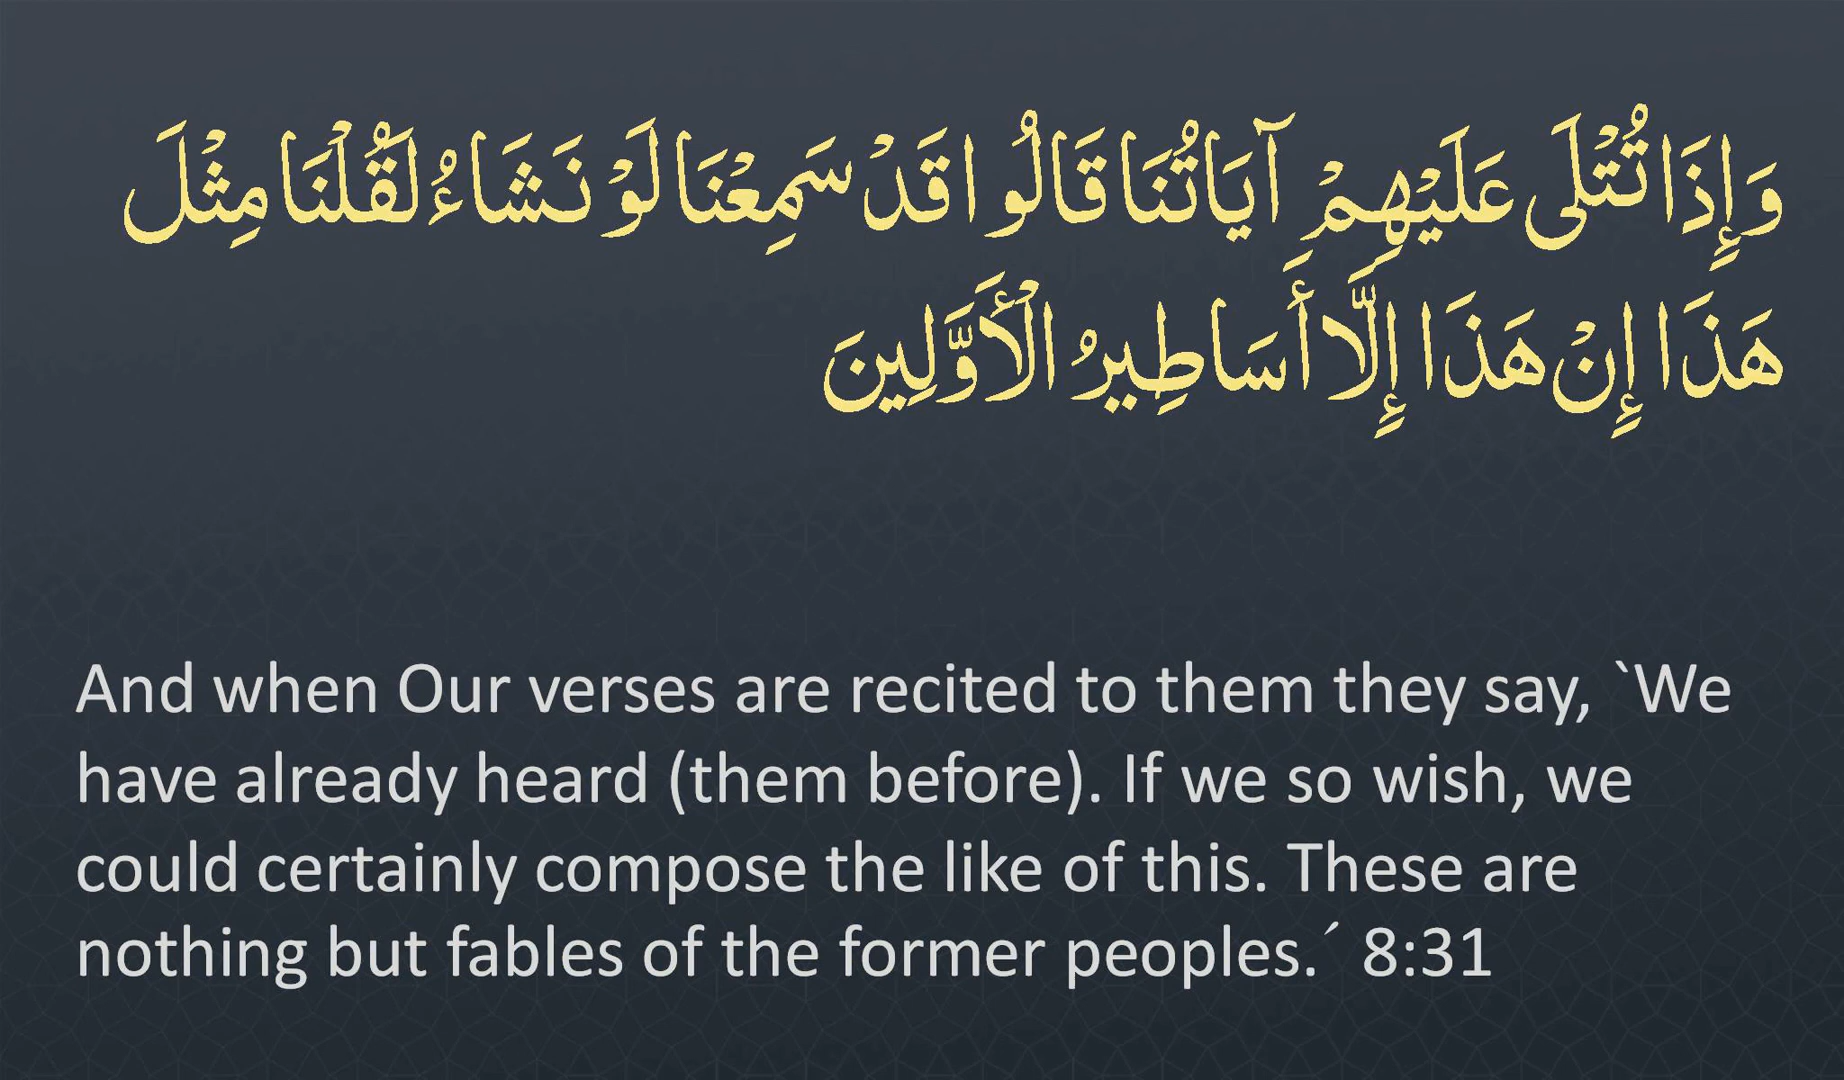 وَإِذَا تُتْلَى عَلَيْهِمْ آيَاتُنَا قَالُوا قَدْ سَمِعْنَا لَوْ نَشَاءُ لَقُلْنَا مِثْلَ
هَذَا إِنْ هَذَا إِلَّا أَسَاطِيرُ الْأَوَّلِينَ
And when Our verses are recited to them they say, `We
have already heard (them before). If we so wish, we
could certainly compose the like of this. These are
nothing but fables of the former peoples.´ 8:31